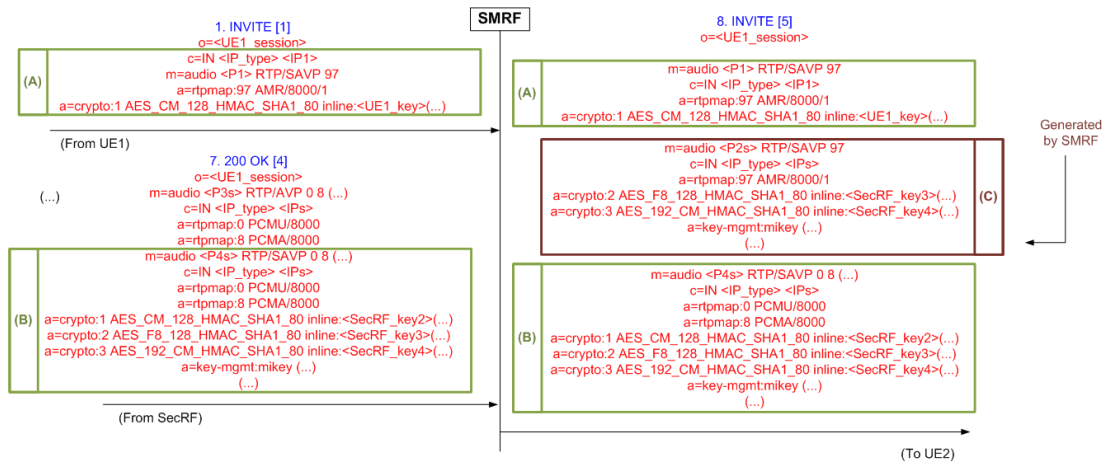 SMRF
1. INVITE [1]
o=<UE1_session>
(A)
c=IN <IP_type> <IP1>
m=audio <P1> RTP/SAVP 97
a=rtpmap:97 AMR/8000/1
a=crypto:1 AES_CM_128_HMAC_SHA1_80 inline:<UE1_key>(...)
(From UE1)
(...)
7. 200 OK [4]
o=<UE1_session>
m=audio <P3s> RTP/AVP 0 8 (...)
c=IN <IP_type> <IPs>
a=rtpmap:0 PCMU/8000
a=rtpmap:8 PCMA/8000
(B)
m=audio <P4s> RTP/SAVP 0 8 (...)
c=IN <IP_type> <IPs>
a=rtpmap:0 PCMU/8000
a=rtpmap:8 PCMA/8000
a=crypto:1 AES_CM_128_HMAC_SHA1_80 inline:<SecRF_key2>(...)
a=crypto:2 AES_F8_128_HMAC_SHA1_80 inline:<SecRF_key3>(...)
a=crypto:3 AES_192_CM_HMAC_SHA1_80 inline:<SecRF_key4>(...)
a=key-mgmt:mikey (...)
(...)
(From SecRF)
8. INVITE [5]
o=<UE1_session>
(A)
m=audio <P1> RTP/SAVP 97
c=IN <IP_type> <IP1>
a=rtpmap:97 AMR/8000/1
a=crypto:1 AES_CM_128_HMAC_SHA1_80 inline:<UE1_key>(...)
Generated
by SMRF
m=audio <P2s> RTP/SAVP 97
c=IN <IP_type> <IPs>
a=rtpmap:97 AMR/8000/1
a=crypto:2 AES_F8_128_HMAC_SHA1_80 inline:<SecRF_key3>(...)
a=crypto:3 AES_192_CM_HMAC_SHA1_80 inline:<SecRF_key4>(...)
a=key-mgmt:mikey (...)
(...)
(C)
(B)
m=audio <P4s> RTP/SAVP 0 8 (...)
c=IN <IP_type> <IPs>
a=rtpmap:0 PCMU/8000
a=rtpmap:8 PCMA/8000
a=crypto:1 AES_CM_128_HMAC_SHA1_80 inline:<SecRF_key2>(...)
a=crypto:2 AES_F8_128_HMAC_SHA1_80 inline:<SecRF_key3>(...)
a=crypto:3 AES_192_CM_HMAC_SHA1_80 inline:<SecRF_key4>(...)
a=key-mgmt:mikey (...)
(...)
(To UE2)